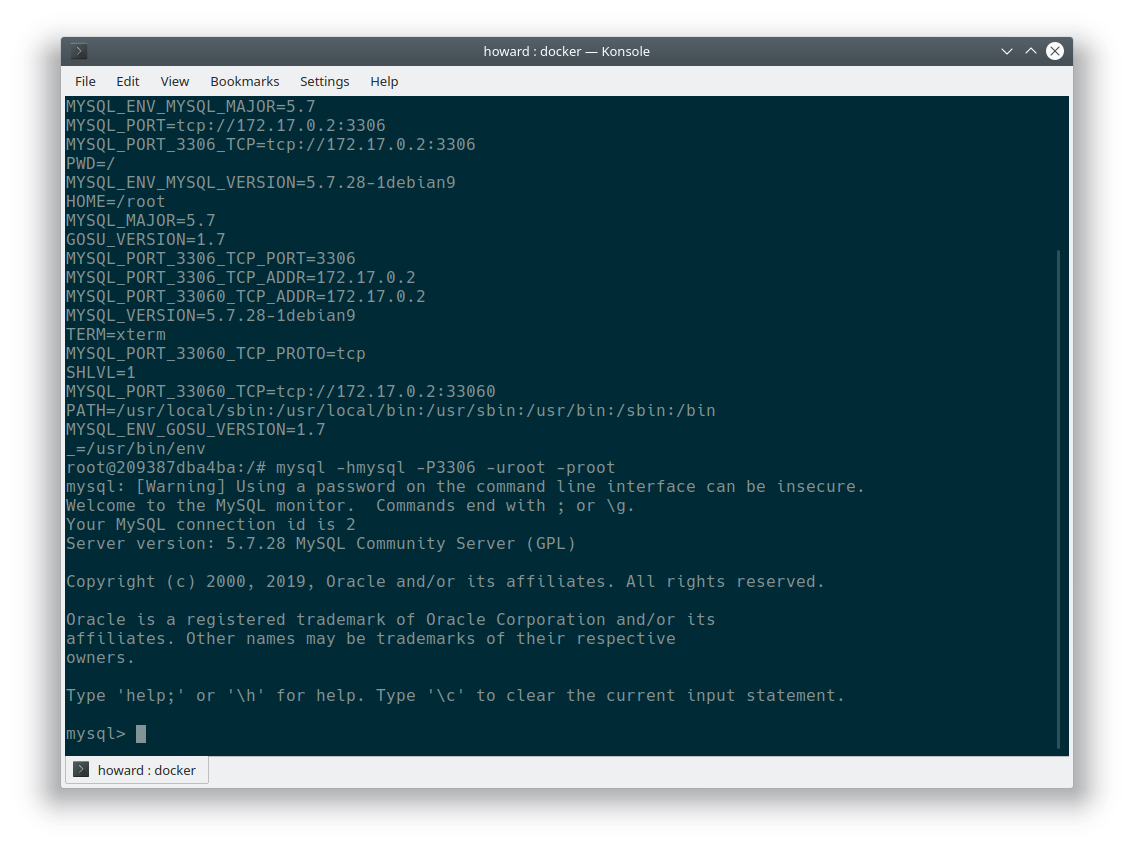 howard : docker — Konsole
File Edit View Bookmarks Settings Help
MYSQL_ENV_MYSQL_MAJOR=5.7
MYSQL_PORT=tcp://172.17.0.2:3306
MYSQL_PORT_3306_TCP=tcp://172.17.0.2:3306
PWD=/
MYSQL_ENV_MYSQL_VERSION=5.7.28-1debian9
HOME=/root
MYSQL_MAJOR=5.7
GOSU_VERSION=1.7
MYSQL_PORT_3306_TCP_PORT=3306
MYSQL_PORT_3306_TCP_ADDR=172.17.0.2
MYSQL_PORT_33060_TCP_ADDR=172.17.0.2
MYSQL_VERSION=5.7.28-1debian9
TERM=xterm
MYSQL_PORT_33060_TCP_PROTO=tcp
SHLVL=1
MYSQL_PORT_33060_TCP=tcp://172.17.0.2:33060
PATH=/usr/local/sbin:/usr/local/bin:/usr/sbin:/usr/bin:/sbin:/bin
MYSQL_ENV_GOSU_VERSION=1.7
_=/usr/bin/env
root@209387dba4ba:/# mysql -hmysql -P3306 -uroot -proot
mysql: [Warning] Using a password on the command line interface can be insecure.
Welcome to the MySQL monitor.  Commands end with ; or \g.
Your MySQL connection id is 2
Server version: 5.7.28 MySQL Community Server (GPL)
Copyright (c) 2000, 2019, Oracle and/or its affiliates. All rights reserved.
Oracle is a registered trademark of Oracle Corporation and/or its
affiliates. Other names may be trademarks of their respective
owners.
Type 'help;' or '\h' for help. Type '\c' to clear the current input statement.
mysql>
howard : docker